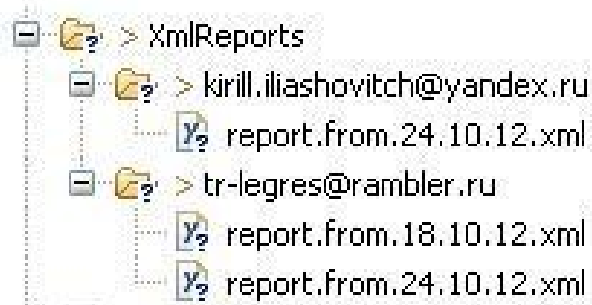 > XmlReports
> kirill.iliashovitch@yandex.ru
report.from.24.10.12.xml
> tr-legres@rambler.ru
report.from.18.10.12.xml
report.from.24.10.12.xml